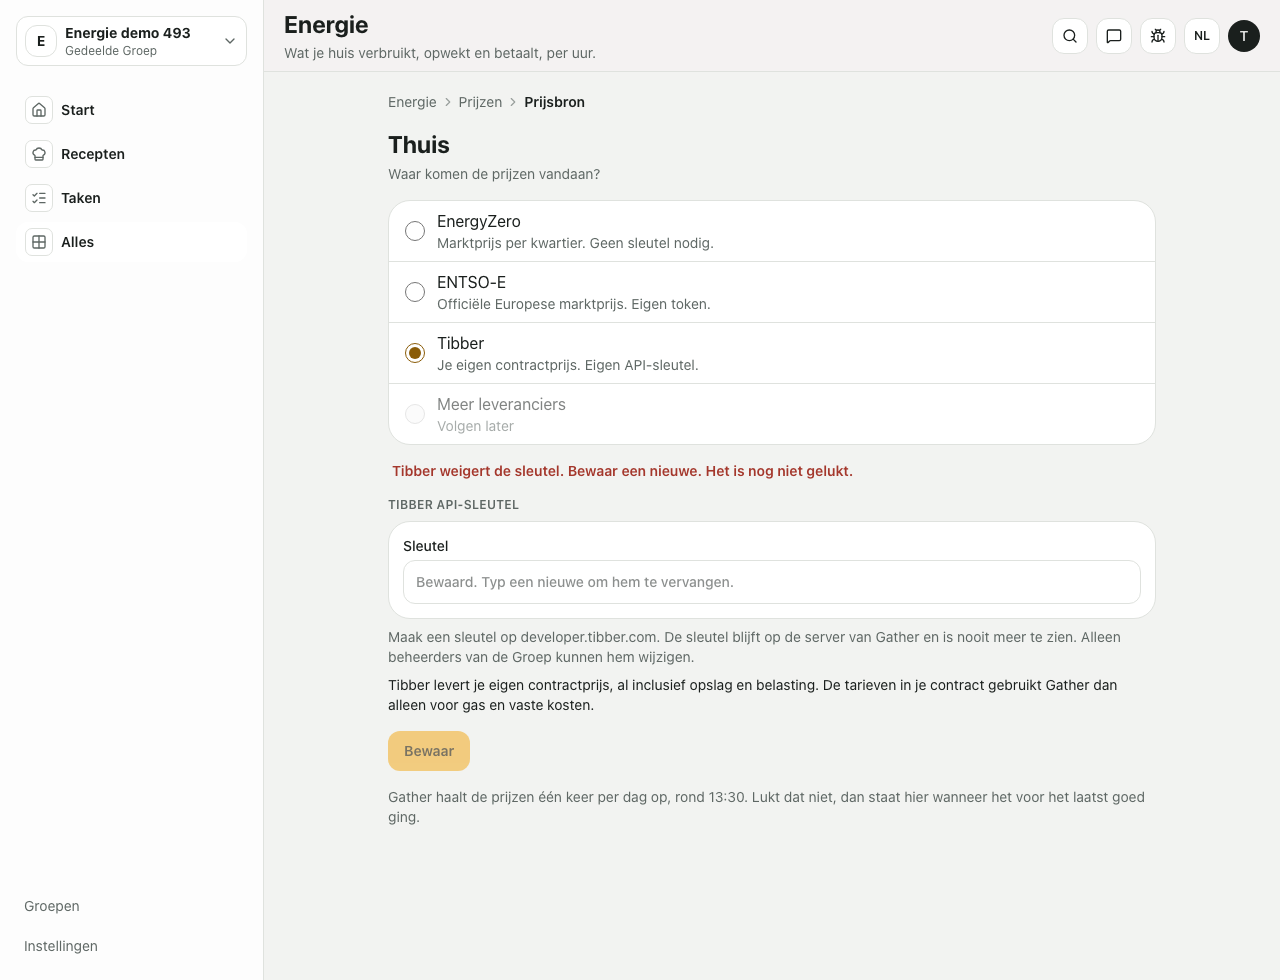 E
Energie demo 493
Gedeelde Groep
Start
Recepten
Taken
Alles
Groepen
Instellingen
Energie
Wat je huis verbruikt, opwekt en betaalt, per uur.
NL
T
Energie > Prijzen > Prijsbron
Thuis
Waar komen de prijzen vandaan?
EnergyZero
Marktprijs per kwartier. Geen sleutel nodig.
ENTSO-E
Officiële Europese marktprijs. Eigen token.
Tibber
Je eigen contractprijs. Eigen API-sleutel.
Meer leveranciers
Volgen later
Tibber weigert de sleutel. Bewaar een nieuwe. Het is nog niet gelukt.
TIBBER API-SLEUTEL
Sleutel
Bewaard. Typ een nieuwe om hem te vervangen.
Maak een sleutel op developer.tibber.com. De sleutel blijft op de server van Gather en is nooit meer te zien. Alleen
beheerders van de Groep kunnen hem wijzigen.
Tibber levert je eigen contractprijs, al inclusief opslag en belasting. De tarieven in je contract gebruikt Gather dan
alleen voor gas en vaste kosten.
Bewaar
Gather haalt de prijzen één keer per dag op, rond 13:30. Lukt dat niet, dan staat hier wanneer het voor het laatst goed
ging.